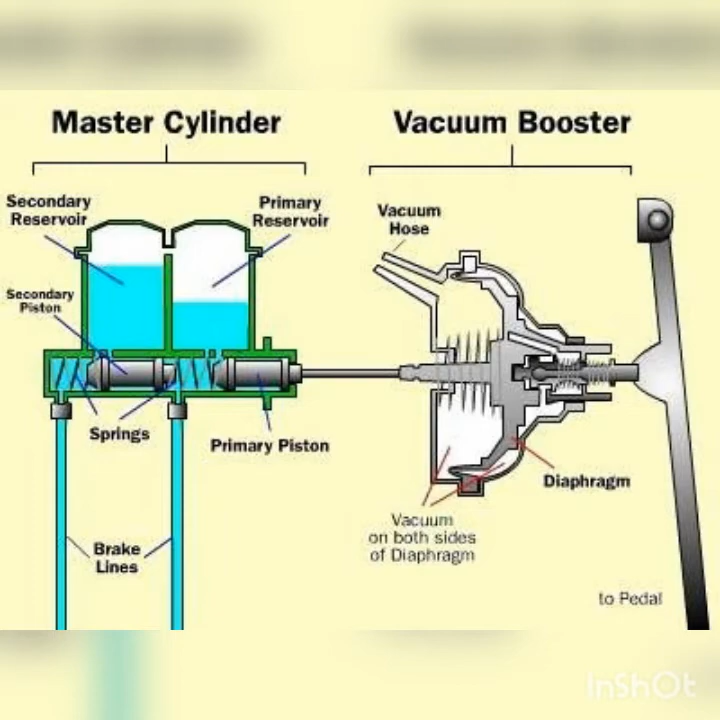 Master Cylinder
Vacuum Booster
Secondary
Reservoir
Primary
Reservoir
Vacuum
Hose
Secondary
Piston
Springs
Primary Piston
Diaphragm
Vacuum
on both sides
of Diaphragm
Brake
Lines
to Pedal
InShOt